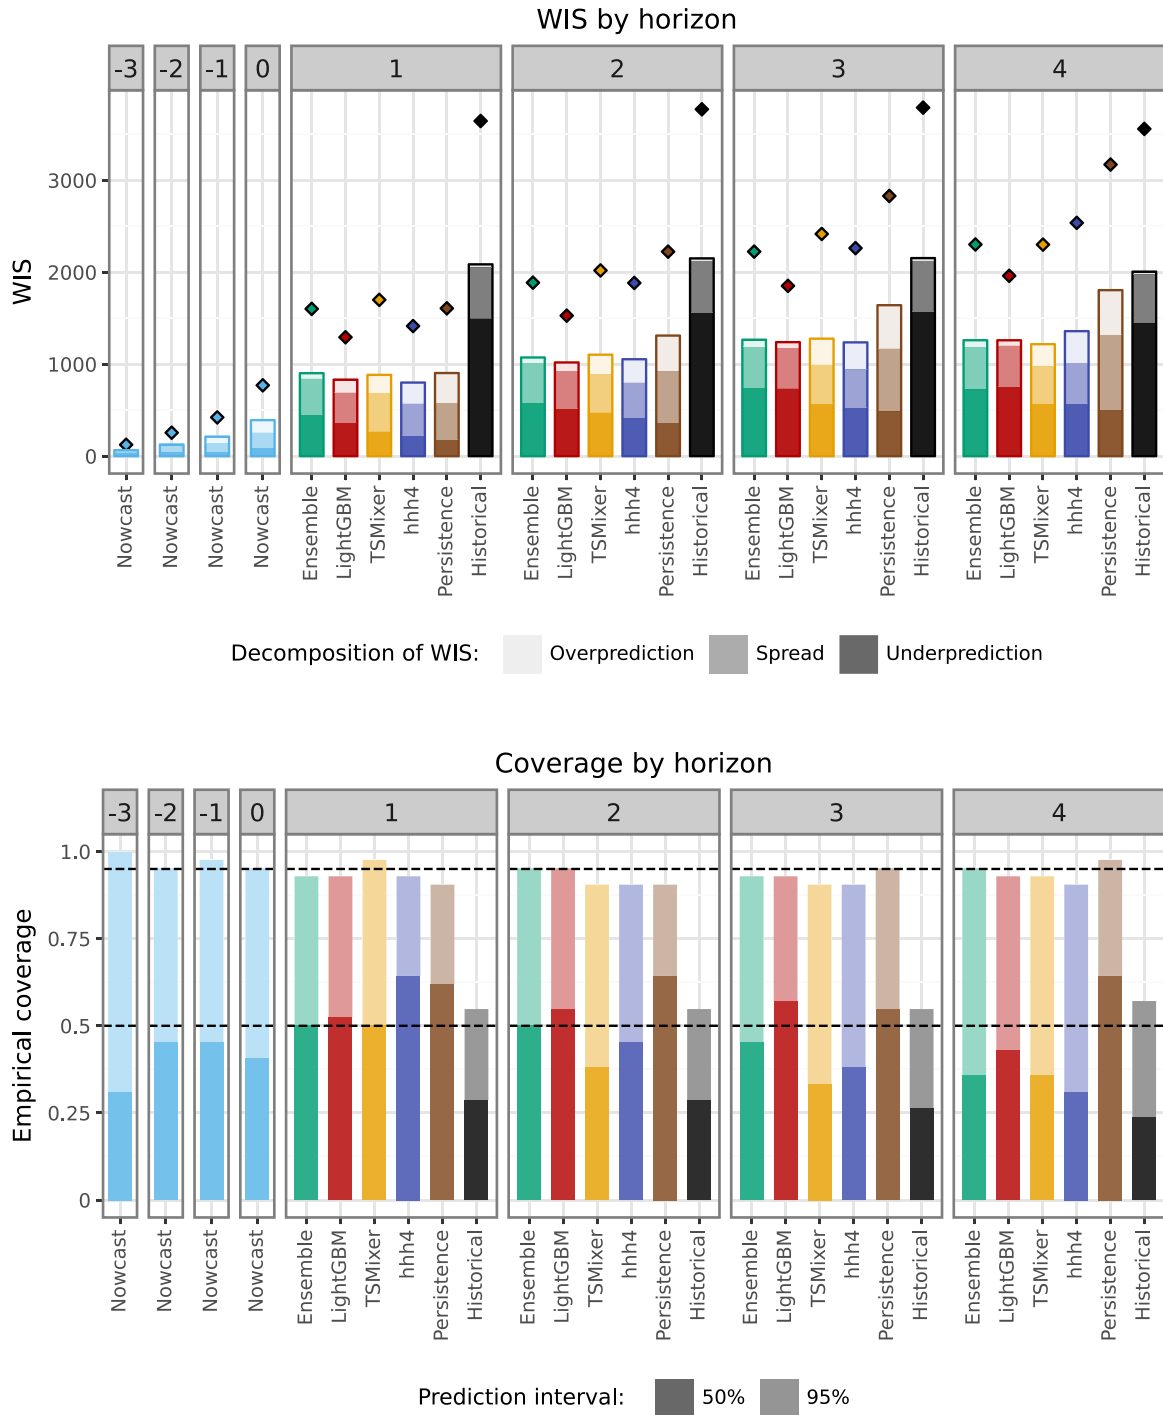 WIS by horizon
-3 -2 -1 0 1 2 3 4
WIS
3000
2000
1000
0
Nowcast Nowcast Nowcast Nowcast Ensemble LightGBM TSMixer hhh4 Persistence Historical Ensemble LightGBM TSMixer hhh4 Persistence Historical Ensemble LightGBM TSMixer hhh4 Persistence Historical Ensemble LightGBM TSMixer hhh4 Persistence Historical
Decomposition of WIS: Overprediction Spread Underprediction
Coverage by horizon
-3 -2 -1 0 1 2 3 4
Empirical coverage
1.0
0.75
0.5
0.25
0
Nowcast Nowcast Nowcast Nowcast Ensemble LightGBM TSMixer hhh4 Persistence Historical Ensemble LightGBM TSMixer hhh4 Persistence Historical Ensemble LightGBM TSMixer hhh4 Persistence Historical Ensemble LightGBM TSMixer hhh4 Persistence Historical
Prediction interval: 50% 95%